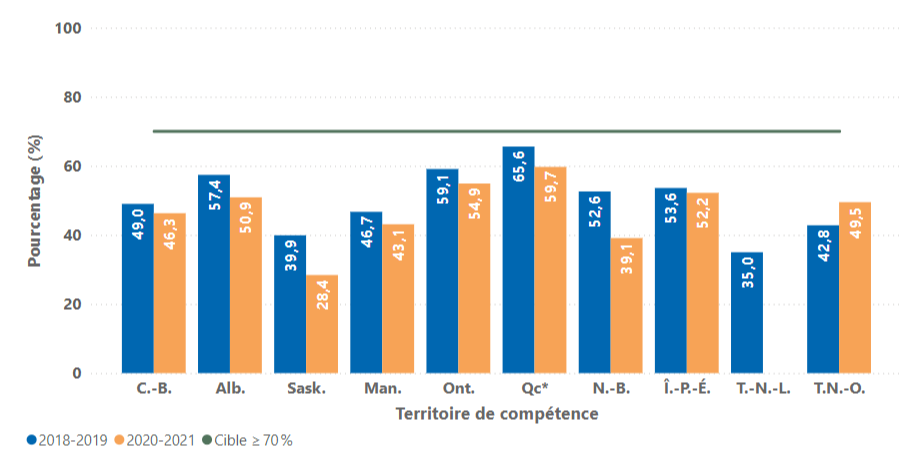 100
80
60
40
20
0
Pourcentage (%)
49,0 46,3 57,4 50,9 39,9 28,4 46,7 43,1 59,1 54,9 65,6 59,7 52,6 39,1 53,6 52,2 35,0 42,8 49,5
C.-B. Alb. Sask. Man. Ont. Qc* N.-B. Î.-P.-É. T.-N.-L. T.N.-O.
Territoire de compétence
2018-2019 2020-2021 Cible ≥ 70 %